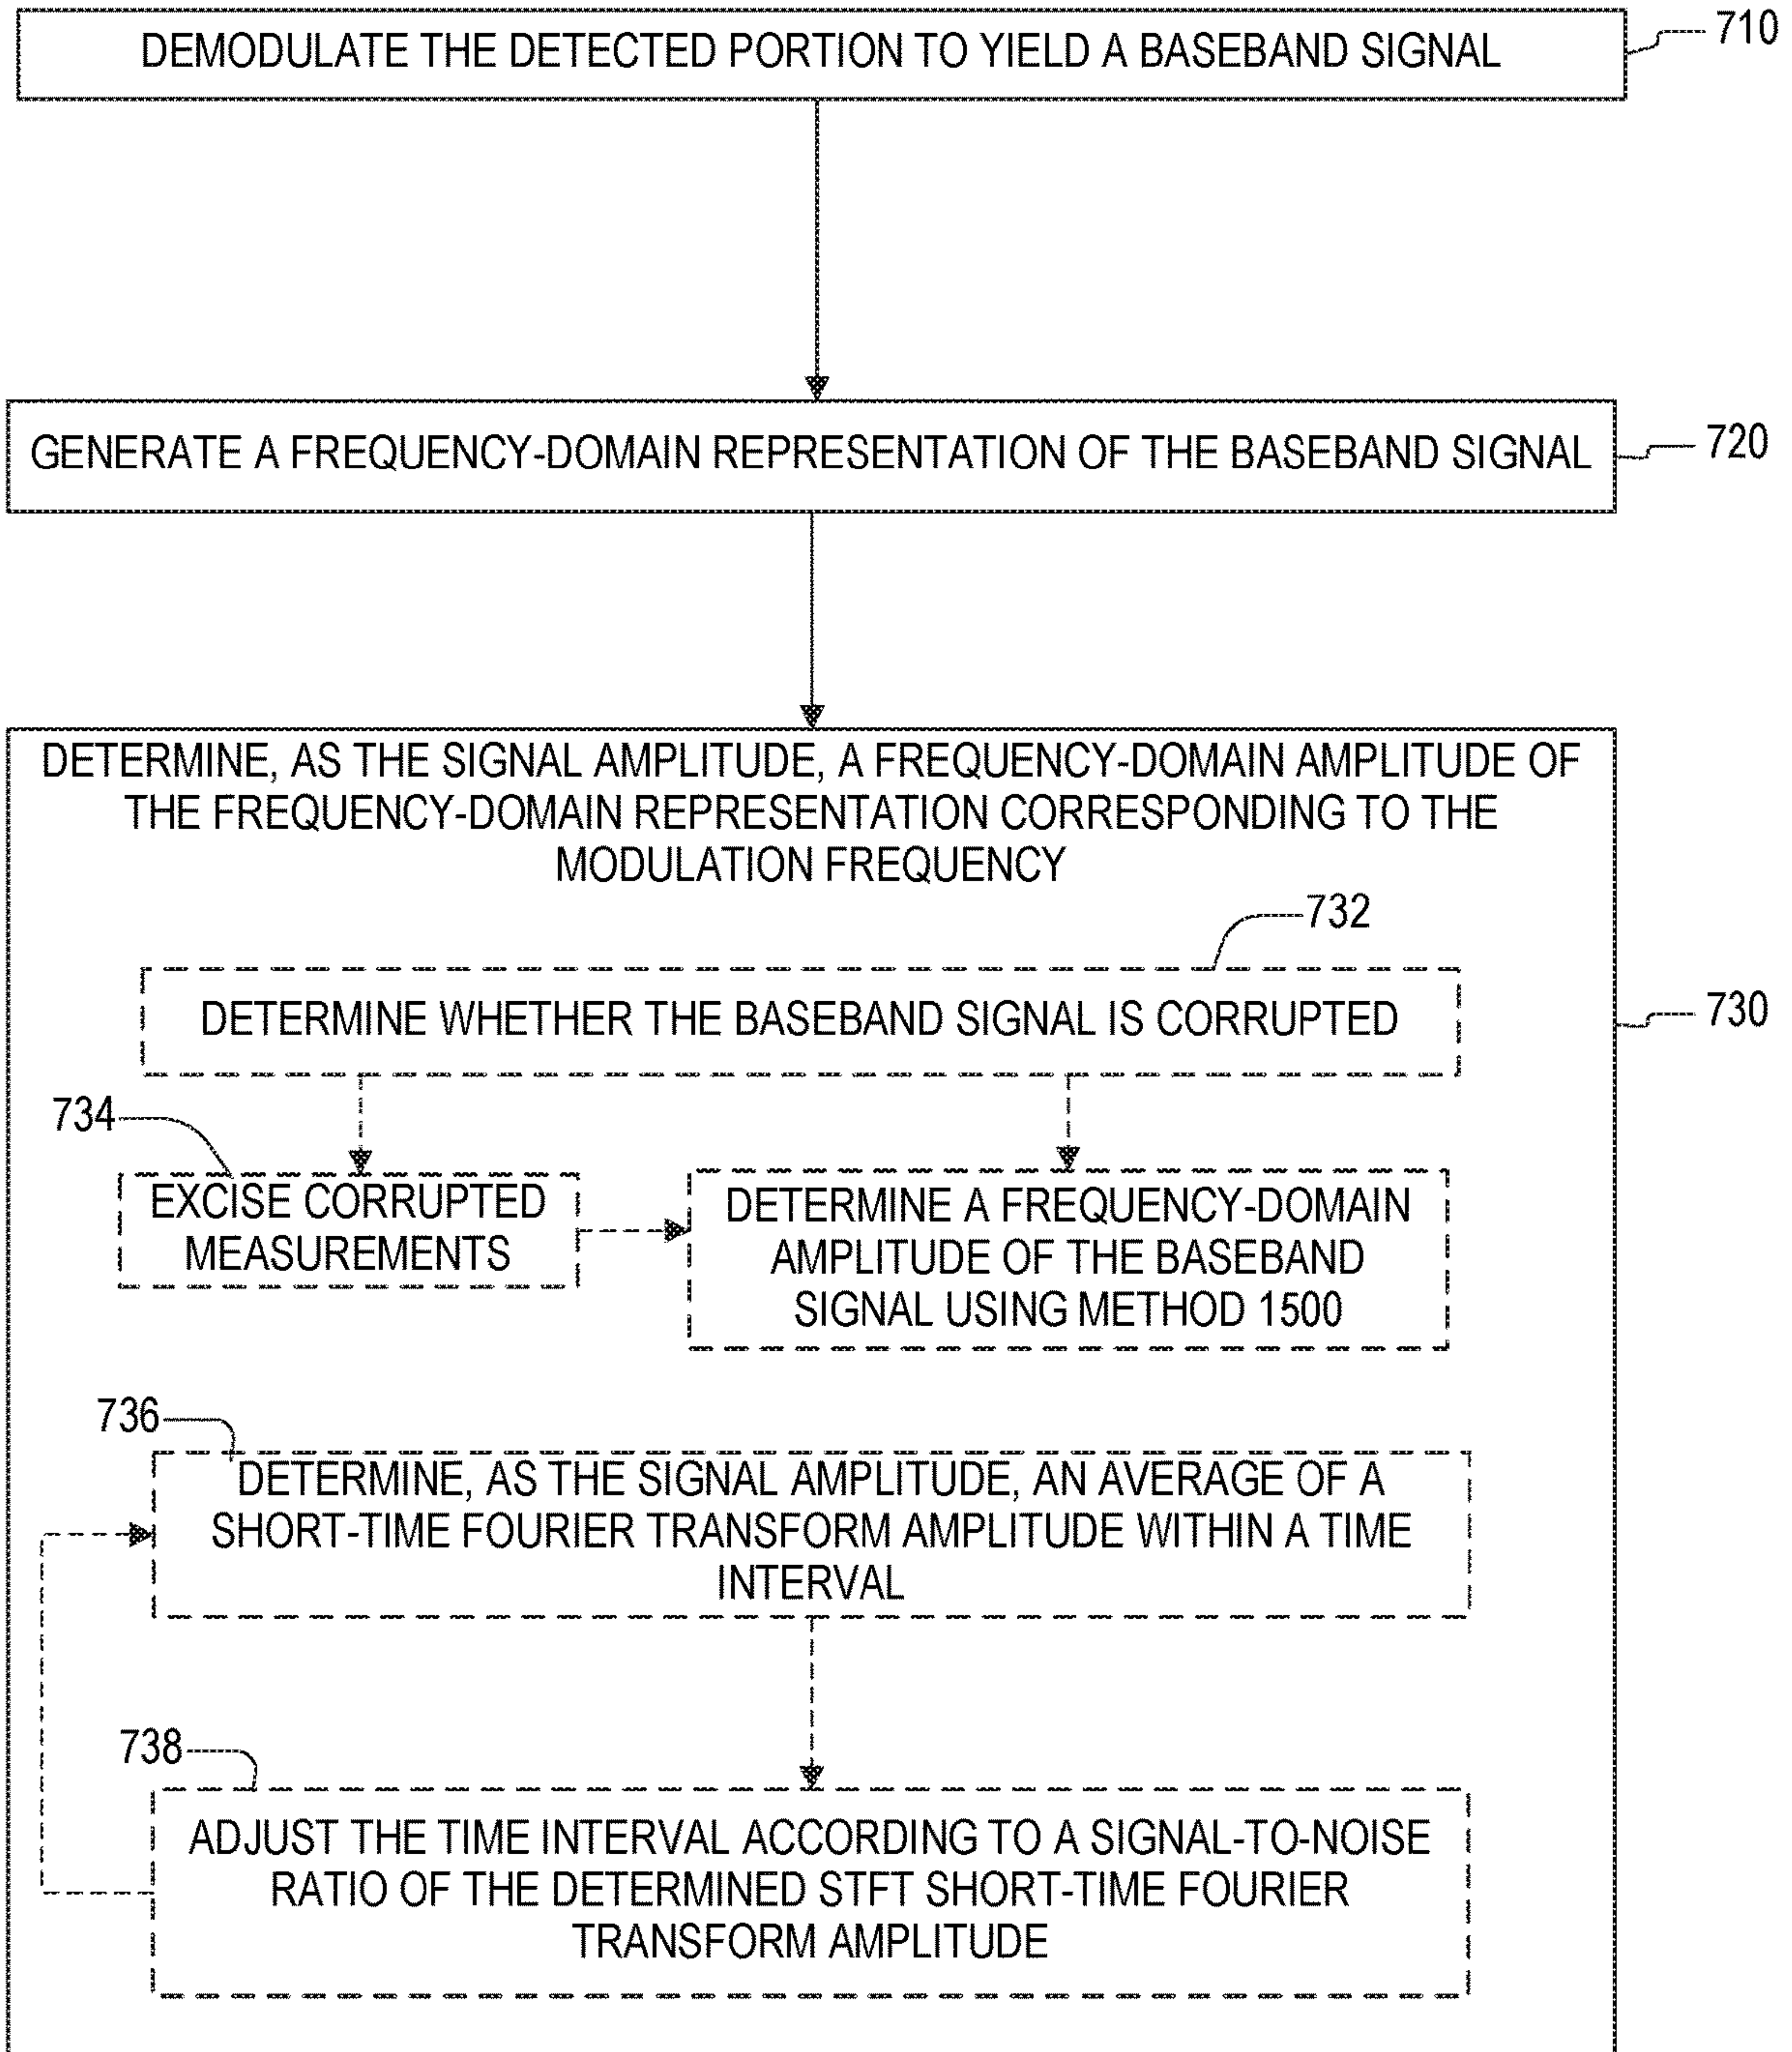 DEMODULATE THE DETECTED PORTION TO YIELD A BASEBAND SIGNAL
710
GENERATE A FREQUENCY-DOMAIN REPRESENTATION OF THE BASEBAND SIGNAL
720
DETERMINE, AS THE SIGNAL AMPLITUDE, A FREQUENCY-DOMAIN AMPLITUDE OF
THE FREQUENCY-DOMAIN REPRESENTATION CORRESPONDING TO THE
MODULATION FREQUENCY
732
DETERMINE WHETHER THE BASEBAND SIGNAL IS CORRUPTED
730
734
EXCISE CORRUPTED
MEASUREMENTS
DETERMINE A FREQUENCY-DOMAIN
AMPLITUDE OF THE BASEBAND
SIGNAL USING METHOD 1500
736
DETERMINE, AS THE SIGNAL AMPLITUDE, AN AVERAGE OF A
SHORT-TIME FOURIER TRANSFORM AMPLITUDE WITHIN A TIME
INTERVAL
738
ADJUST THE TIME INTERVAL ACCORDING TO A SIGNAL-TO-NOISE
RATIO OF THE DETERMINED STFT SHORT-TIME FOURIER
TRANSFORM AMPLITUDE